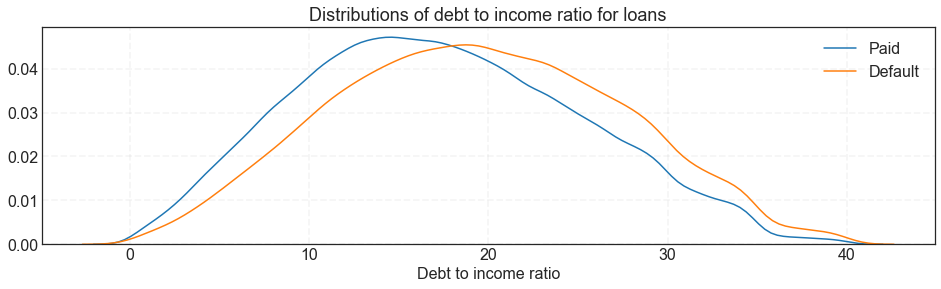 Distributions of debt to income ratio for loans
Paid
Default
0.04
0.03
0.02
0.01
0.00
0 10 20 30 40
Debt to income ratio